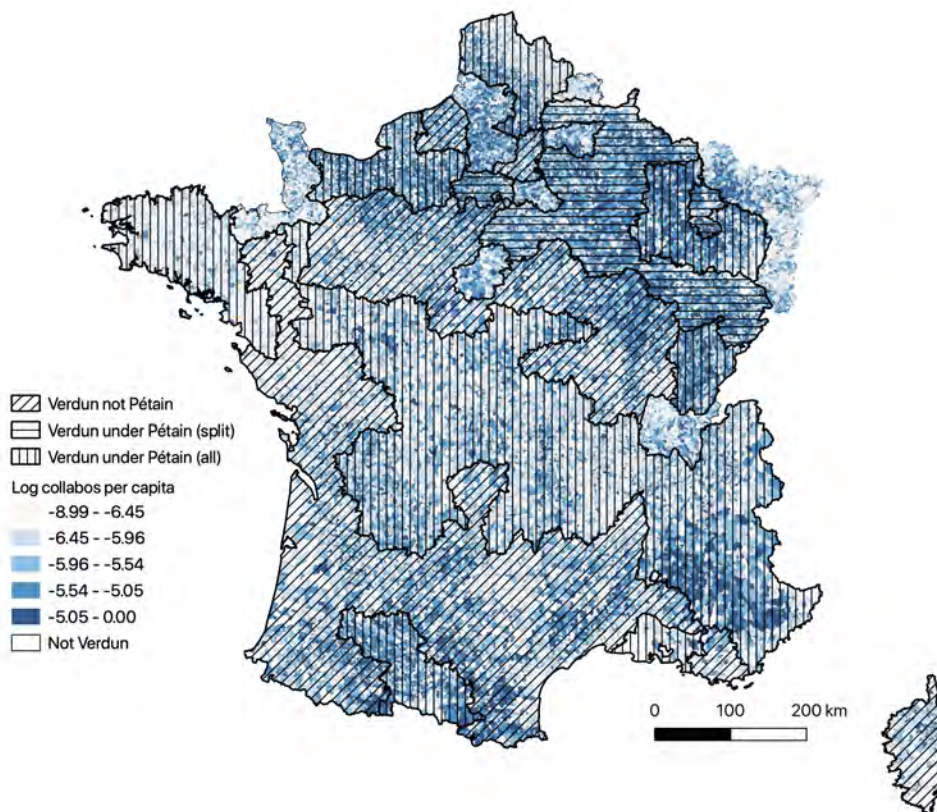 Verdun not Pétain
Verdun under Pétain (split)
Verdun under Pétain (all)
Log collabos per capita
-8.99 - -6.45
-6.45 - -5.96
-5.96 - -5.54
-5.54 - -5.05
-5.05 - 0.00
Not Verdun
0 100 200 km